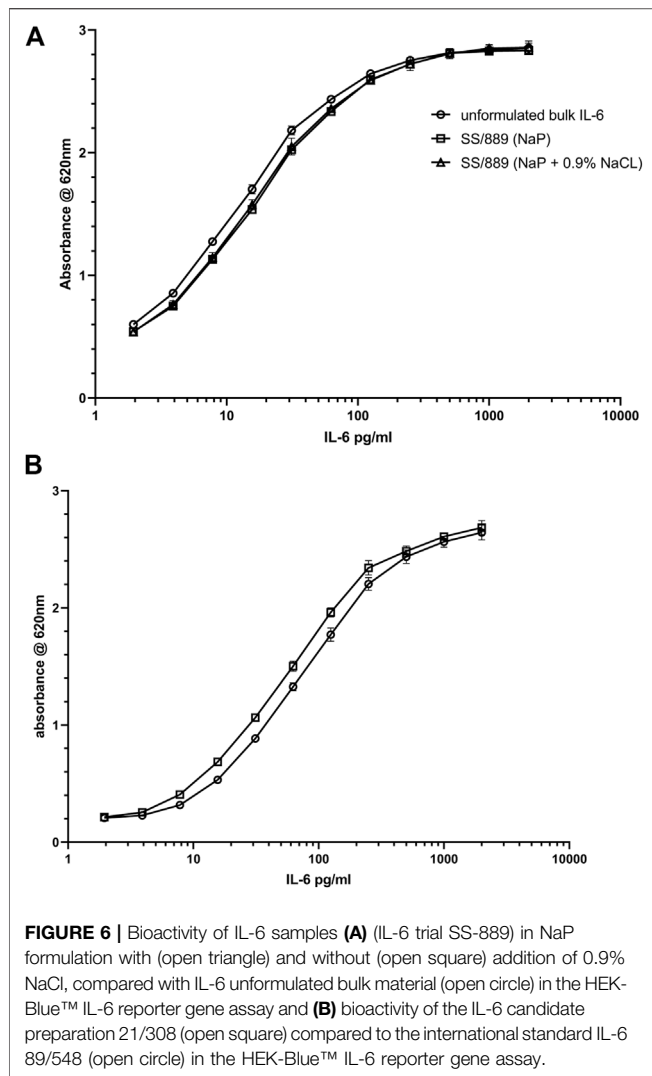 A
3
2
1
0
Absorbance @ 620nm
unformulated bulk IL-6
SS/889 (NaP)
SS/889 (NaP + 0.9% NaCL)
1
10
100
1000
10000
IL-6 pg/ml
B
3
2
1
0
absorbance @ 620nm
1
10
100
1000
10000
IL-6 pg/ml
FIGURE 6 | Bioactivity of IL-6 samples (A) (IL-6 trial SS-889) in NaP
formulation with (open triangle) and without (open square) addition of 0.9%
NaCl, compared with IL-6 unformulated bulk material (open circle) in the HEK-
Blue™ IL-6 reporter gene assay and (B) bioactivity of the IL-6 candidate
preparation 21/308 (open square) compared to the international standard IL-6
89/548 (open circle) in the HEK-Blue™ IL-6 reporter gene assay.